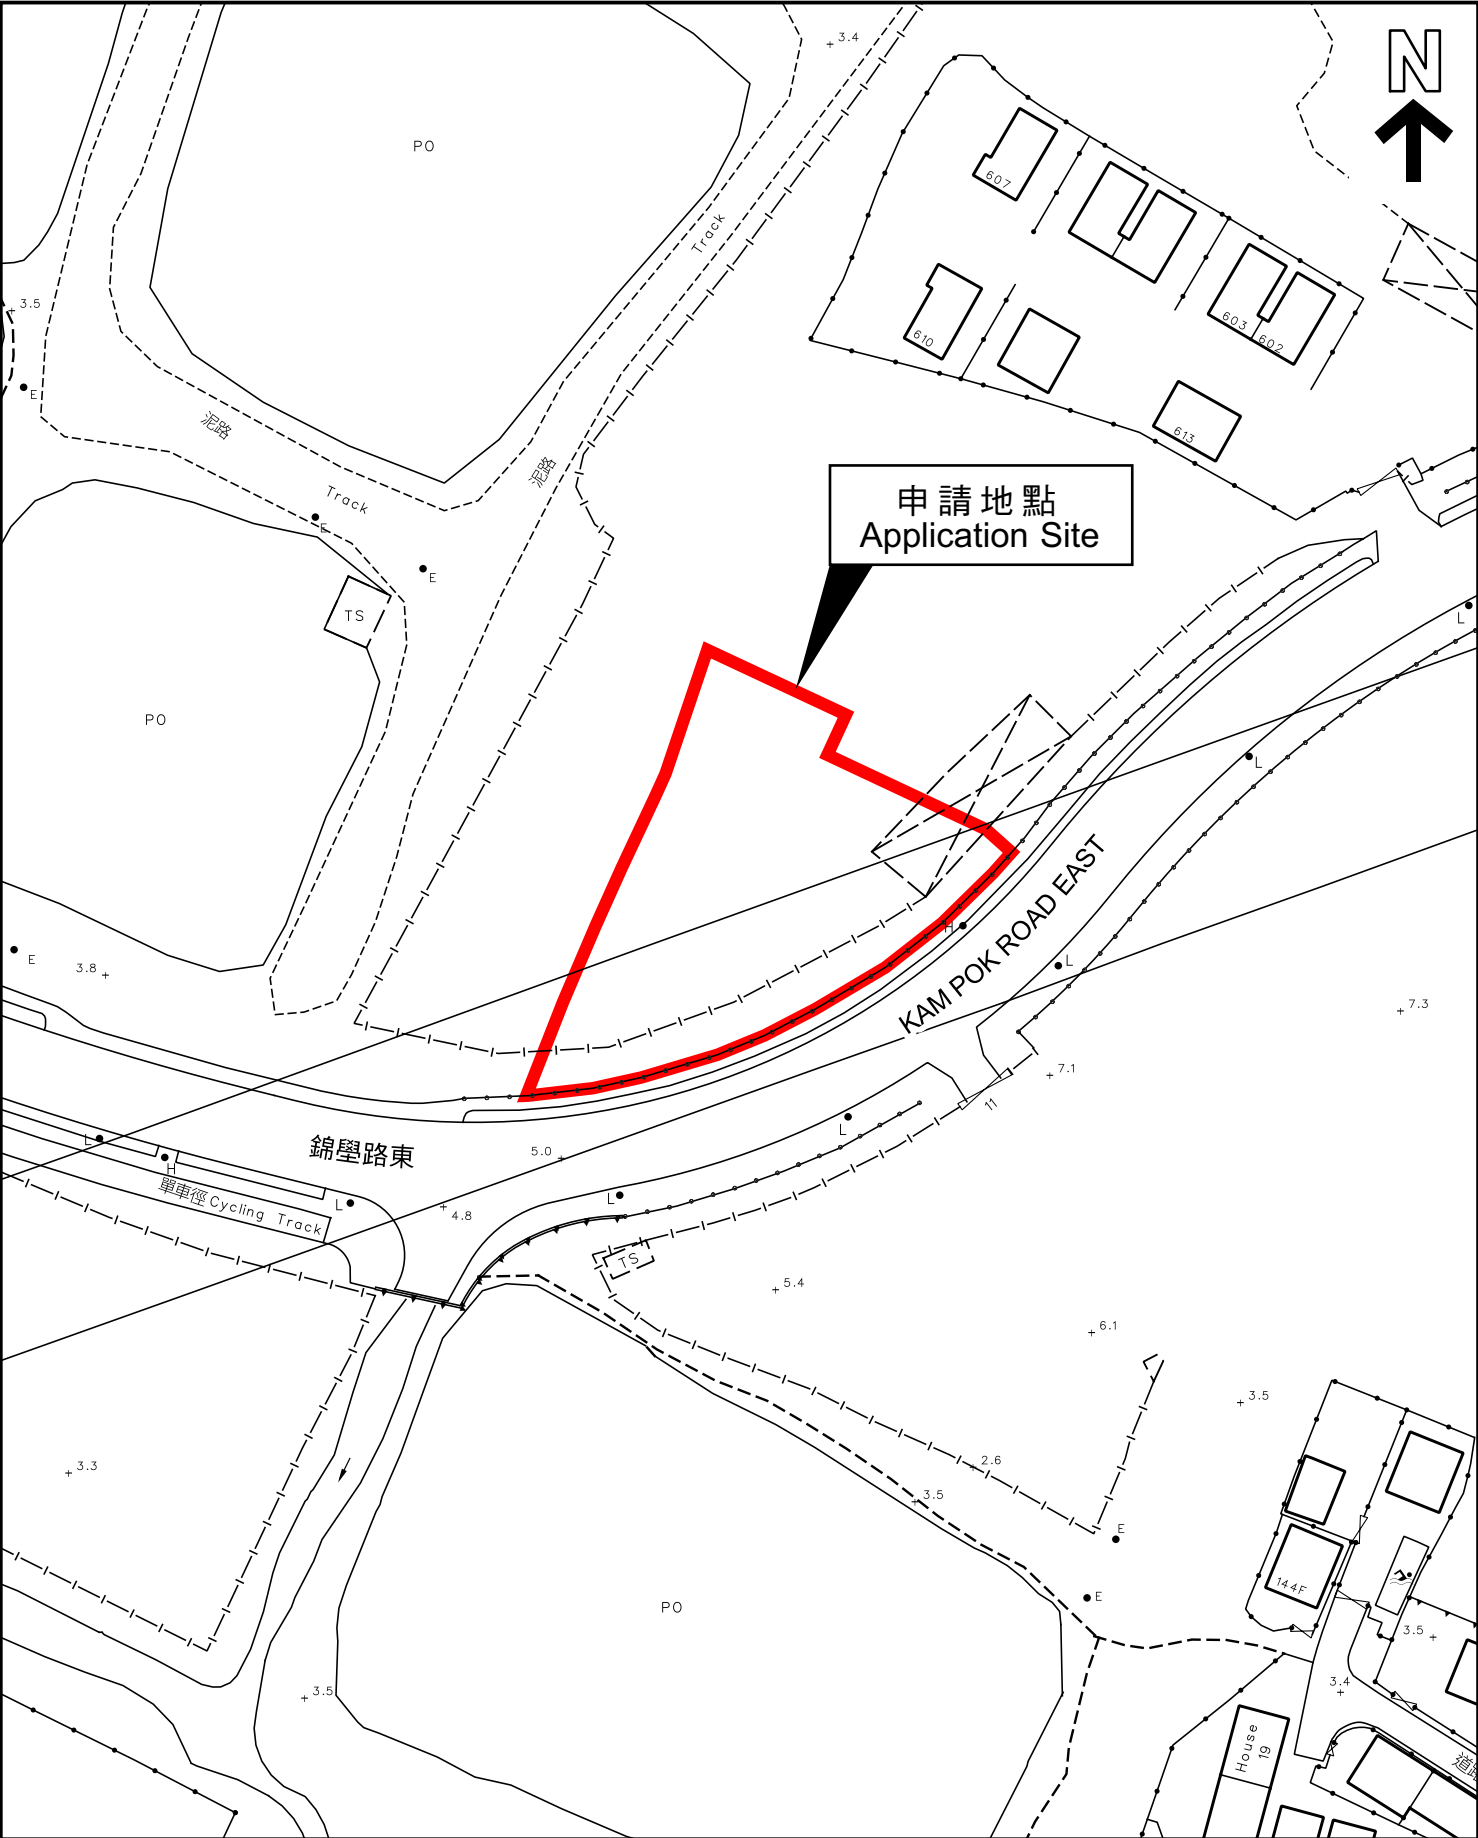 N
3.4
PO
607
Track
3.5
603
602
610
E
泥路
613
泥路
Track
E
申請地點
Application Site
E
TS
L
PO
L
KAM POK ROAD EAST
H
E
3.8
L
7.3
7.1
11
L
L
錦壆路東
5.0
H
單車徑 Cycling Track
L
L
4.8
TS
5.4
6.1
3.5
3.3
2.6
3.5
E
144F
E
PO
3.5
3.5
3.4
House
19
道路